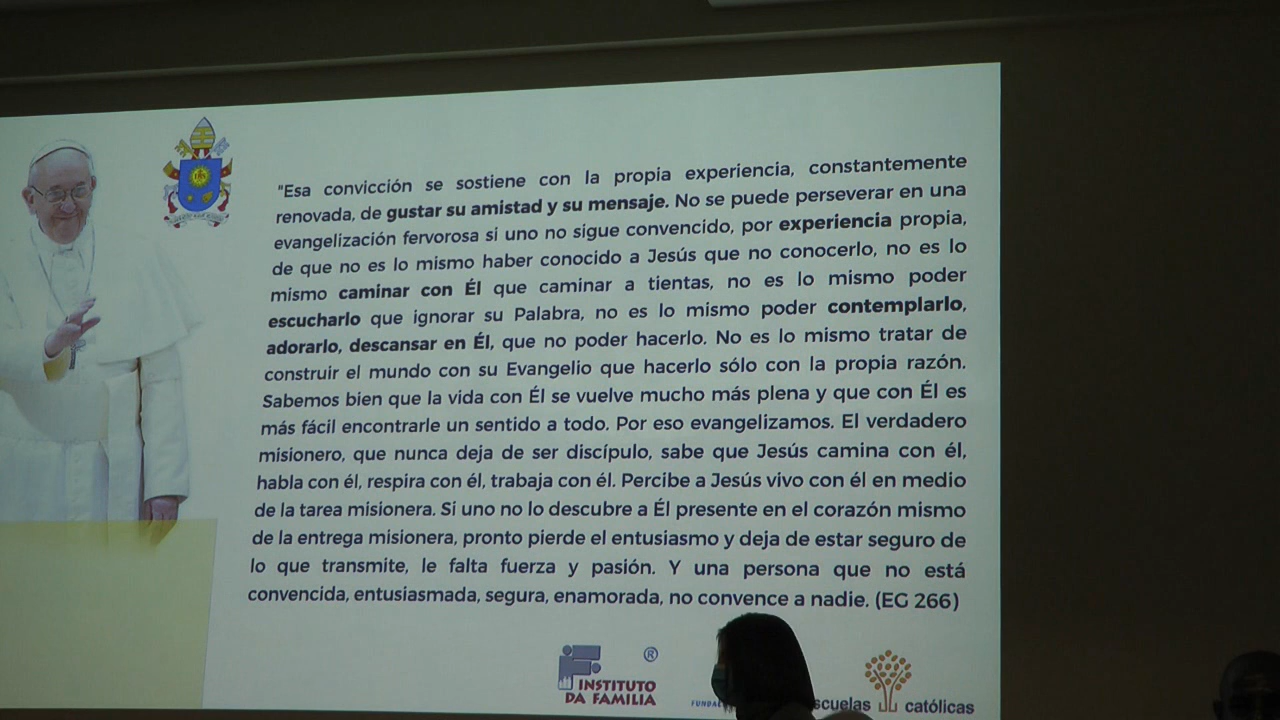 "Esa convicción se sostiene con la propia experiencia, constantemente
renovada, de gustar su amistad y su mensaje. No se puede perseverar en una
evangelización fervorosa si uno no sigue convencido, por experiencia propia,
de que no es lo mismo haber conocido a Jesús que no conocerlo, no es lo
mismo caminar con Él que caminar a tientas, no es lo mismo poder
escucharlo que ignorar su Palabra, no es lo mismo poder contemplarlo,
adorarlo, descansar en Él, que no poder hacerlo. No es lo mismo tratar de
construir el mundo con su Evangelio que hacerlo sólo con la propia razón.
Sabemos bien que la vida con Él se vuelve mucho más plena y que con Él es
más fácil encontrarle un sentido a todo. Por eso evangelizamos. El verdadero
misionero, que nunca deja de ser discípulo, sabe que Jesús camina con él,
habla con él, respira con él, trabaja con él. Percibe a Jesús vivo con él en medio
de la tarea misionera. Si uno no lo descubre a Él presente en el corazón mismo
de la entrega misionera, pronto pierde el entusiasmo y deja de estar seguro de
lo que transmite, le falta fuerza y pasión. Y una persona que no está
convencida, entusiasmada, segura, enamorada, no convence a nadie. (EG 266)
®
INSTITUTO
DA FAMILIA
católicas